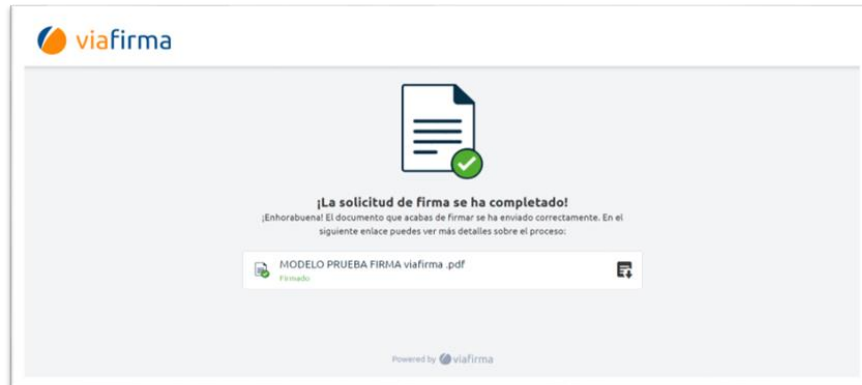 viafirma
¡La solicitud de firma se ha completado!
¡Enhorabuena! El documento que acabas de firmar se ha enviado correctamente. En el
siguiente enlace puedes ver más detalles sobre el proceso:
MODELO PRUEBA FIRMA viafirma .pdf
Firmado
Powered by viafirma